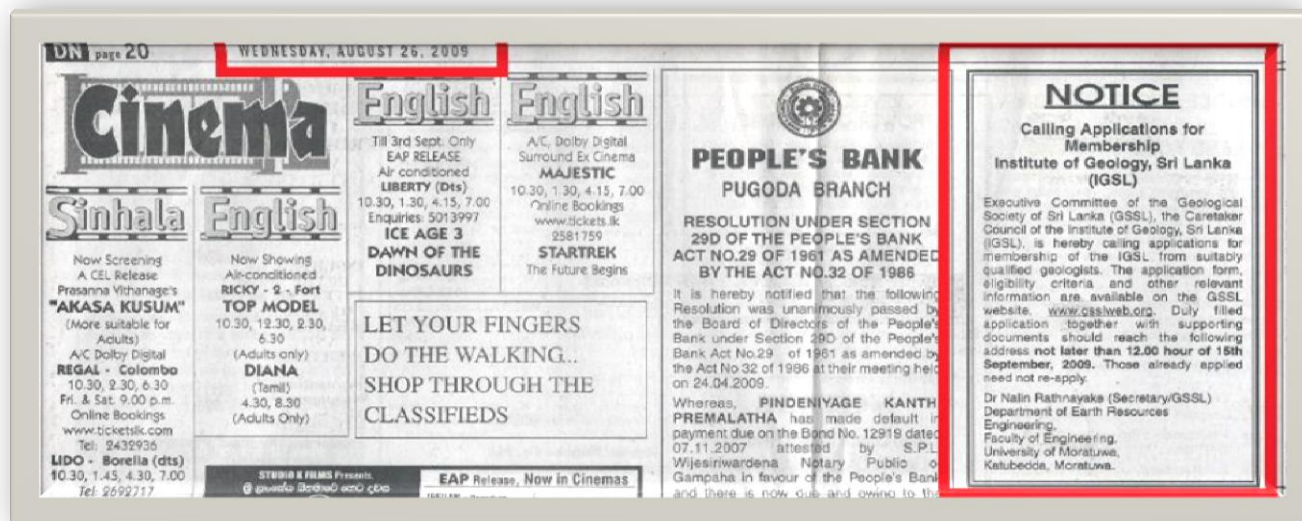 DN page 20
WEDNESDAY, AUGUST 26, 2009
Cinema
Sinhala
Now Screening
A CEL Release
Prasanna Vithanage's
"AKASA KUSUM"
(More suitable for
Adults)
A/C Dolby Digital
REGAL - Colombo
10.30, 2.30, 6.30
Fri. & Sat. 9.00 p.m.
Online Bookings
www.ticketslk.com
Tel: 2432936
LIDO - Borella (dts)
10.30, 1.45, 4.30, 7.00
Tel: 2692717
English
Now Showing
Air-conditioned
RICKY - 2 - Fort
TOP MODEL
10.30, 12.30, 2.30,
6.30
(Adults only)
DIANA
(Tamil)
4.30, 8.30
(Adults Only)
English
Till 3rd Sept. Only
EAP RELEASE
Air conditioned
LIBERTY (Dts)
10.30, 1.30, 4.15, 7.00
Enquiries: 5013997
ICE AGE 3
DAWN OF THE
DINOSAURS
English
A/C, Dolby Digital
Surround Ex Cinema
MAJESTIC
10.30, 1.30, 4.15, 7.00
Online Bookings
www.tickets.lk
2581759
STARTREK
The Future Begins
LET YOUR FINGERS
DO THE WALKING...
SHOP THROUGH THE
CLASSIFIEDS
STUDIO K FILMS Presents,
EAP Release, Now in Cinemas
PEOPLE'S BANK
PUGODA BRANCH
RESOLUTION UNDER SECTION
29D OF THE PEOPLE'S BANK
ACT NO.29 OF 1961 AS AMENDED
BY THE ACT NO.32 OF 1986
It is hereby notified that the following
Resolution was unanimously passed by
the Board of Directors of the People's
Bank under Section 29D of the People's
Bank Act No.29 of 1961 as amended by
the Act No 32 of 1986 at their meeting held
on 24.04.2009.
Whereas, PINDENIYAGE KANTHI
PREMALATHA has made default in
payment due on the Bond No. 12919 dated
07.11.2007 attested by S.P.L.
Wijesiriwardena Notary Public of
Gampaha in favour of the People's Bank
and there is now due and owing to the
NOTICE
Calling Applications for
Membership
Institute of Geology, Sri Lanka
(IGSL)
Executive Committee of the Geological
Society of Sri Lanka (GSSL), the Caretaker
Council of the Institute of Geology, Sri Lanka
(IGSL), is hereby calling applications for
membership of the IGSL from suitably
qualified geologists. The application form,
eligibility criteria and other relevant
information are available on the GSSL
website, www.gsslweb.org. Duly filled
application together with supporting
documents should reach the following
address not later than 12.00 hour of 15th
September, 2009. Those already applied
need not re-apply.
Dr Nalin Rathnayake (Secretary/GSSL)
Department of Earth Resources
Engineering,
Faculty of Engineering,
University of Moratuwa,
Katubedda, Moratuwa.